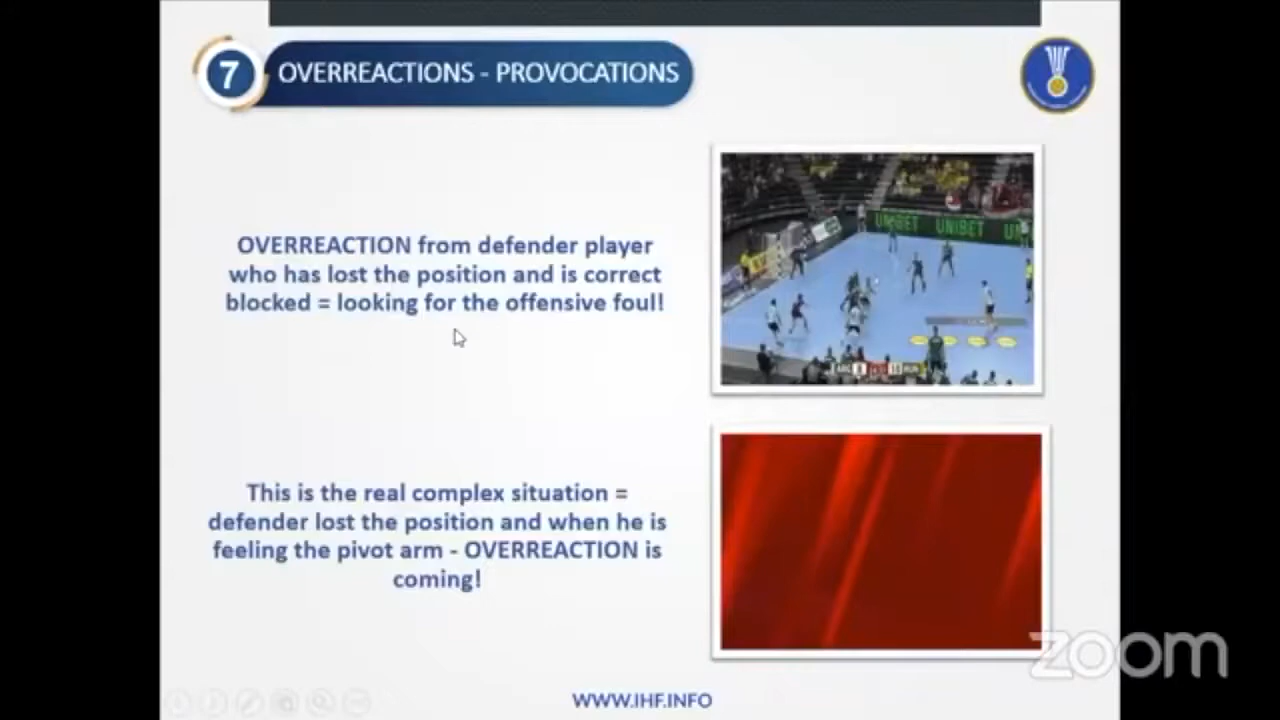 7
OVERREACTIONS - PROVOCATIONS
OVERREACTION from defender player
who has lost the position and is correct
blocked = looking for the offensive foul!
UNIBET UNIBET
This is the real complex situation =
defender lost the position and when he is
feeling the pivot arm - OVERREACTION is
coming!
zoom
WWW.IHF.INFO